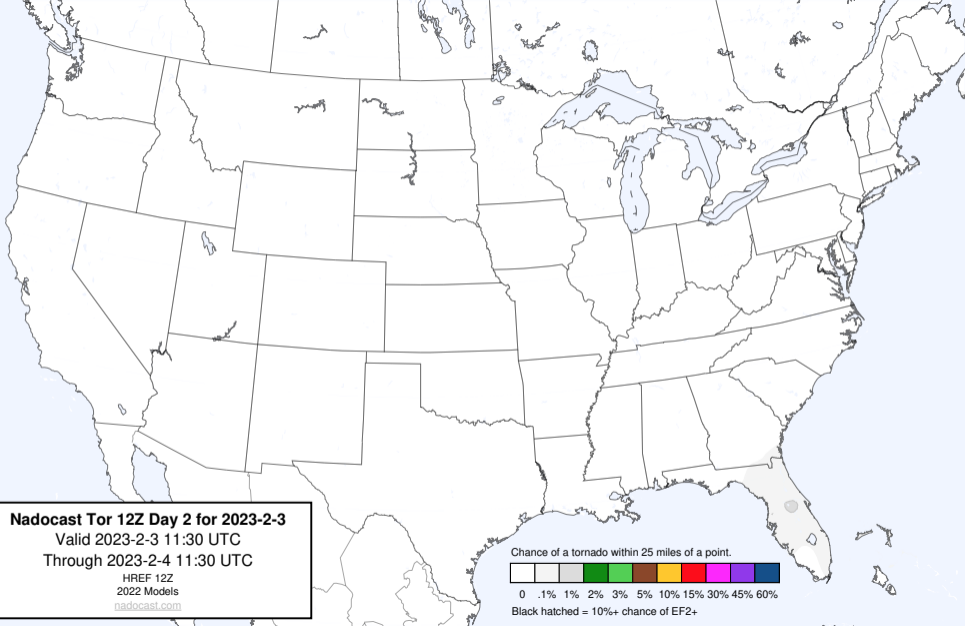 Nadocast Tor 12Z Day 2 for 2023-2-3
Valid 2023-2-3 11:30 UTC
Through 2023-2-4 11:30 UTC
HREF 12Z
2022 Models
nadocast.com
Chance of a tornado within 25 miles of a point.
0 .1% 1% 2% 3% 5% 10% 15% 30% 45% 60%
Black hatched = 10%+ chance of EF2+